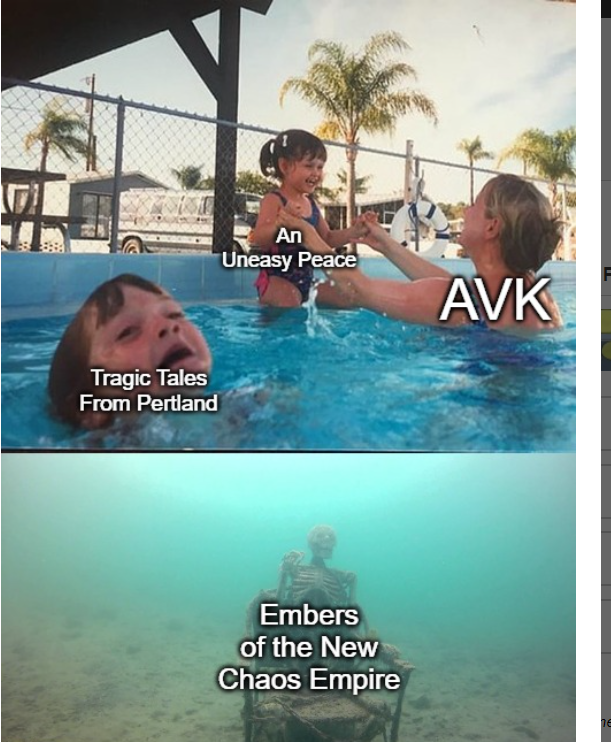 An
Uneasy Peace
AVK
Tragic Tales
From Pertland
Embers
of the New
Chaos Empire